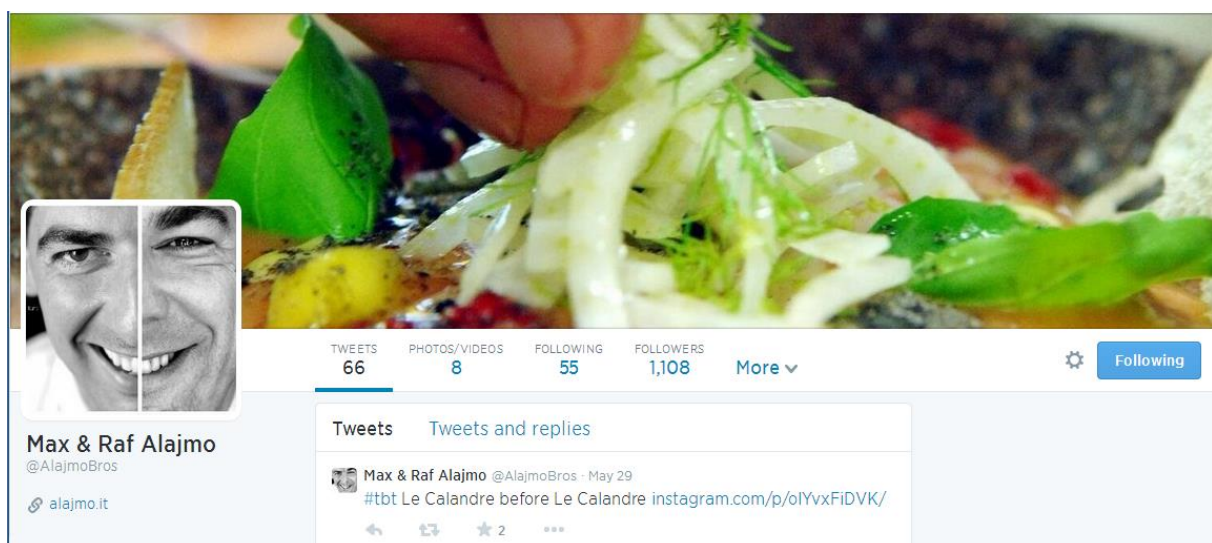 TWEETS PHOTOS/VIDEOS FOLLOWING FOLLOWERS
66 8 55 1,108 More
Following
Max & Raf Alajmo
@AlajmoBros
alajmo.it
Tweets Tweets and replies
Max & Raf Alajmo @AlajmoBros · May 29
#tbt Le Calandre before Le Calandre instagram.com/p/olYvxFiDVK/
2